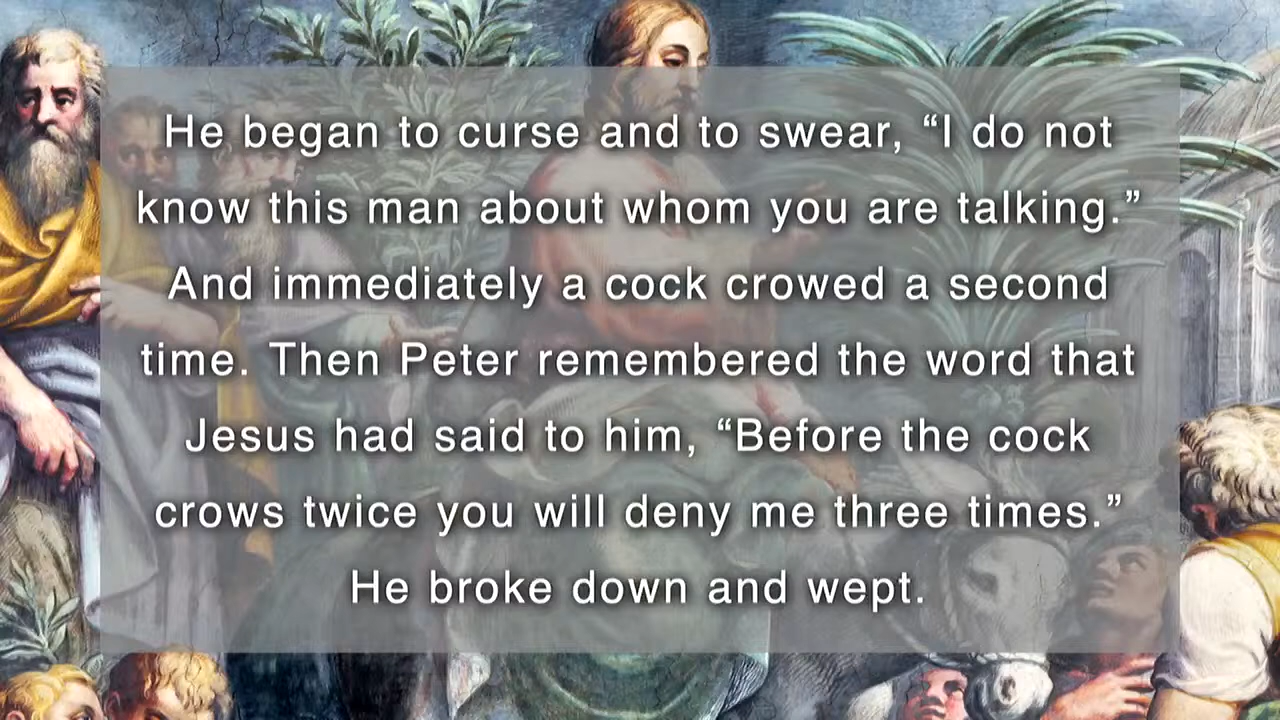 He began to curse and to swear, “I do not
know this man about whom you are talking.”
And immediately a cock crowed a second
time. Then Peter remembered the word that
Jesus had said to him, “Before the cock
crows twice you will deny me three times.”
He broke down and wept.